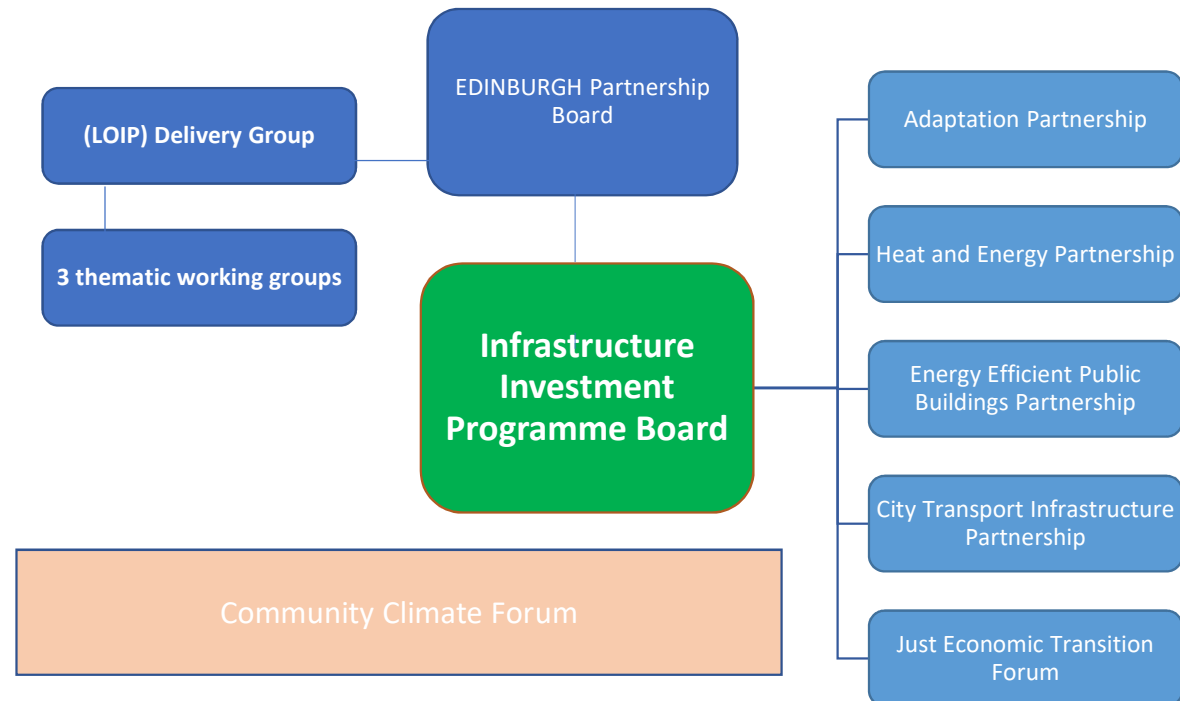 EDINBURGH Partnership
Board
(LOIP) Delivery Group
3 thematic working groups
Infrastructure
Investment
Programme Board
Community Climate Forum
Adaptation Partnership
Heat and Energy Partnership
Energy Efficient Public
Buildings Partnership
City Transport Infrastructure
Partnership
Just Economic Transition
Forum